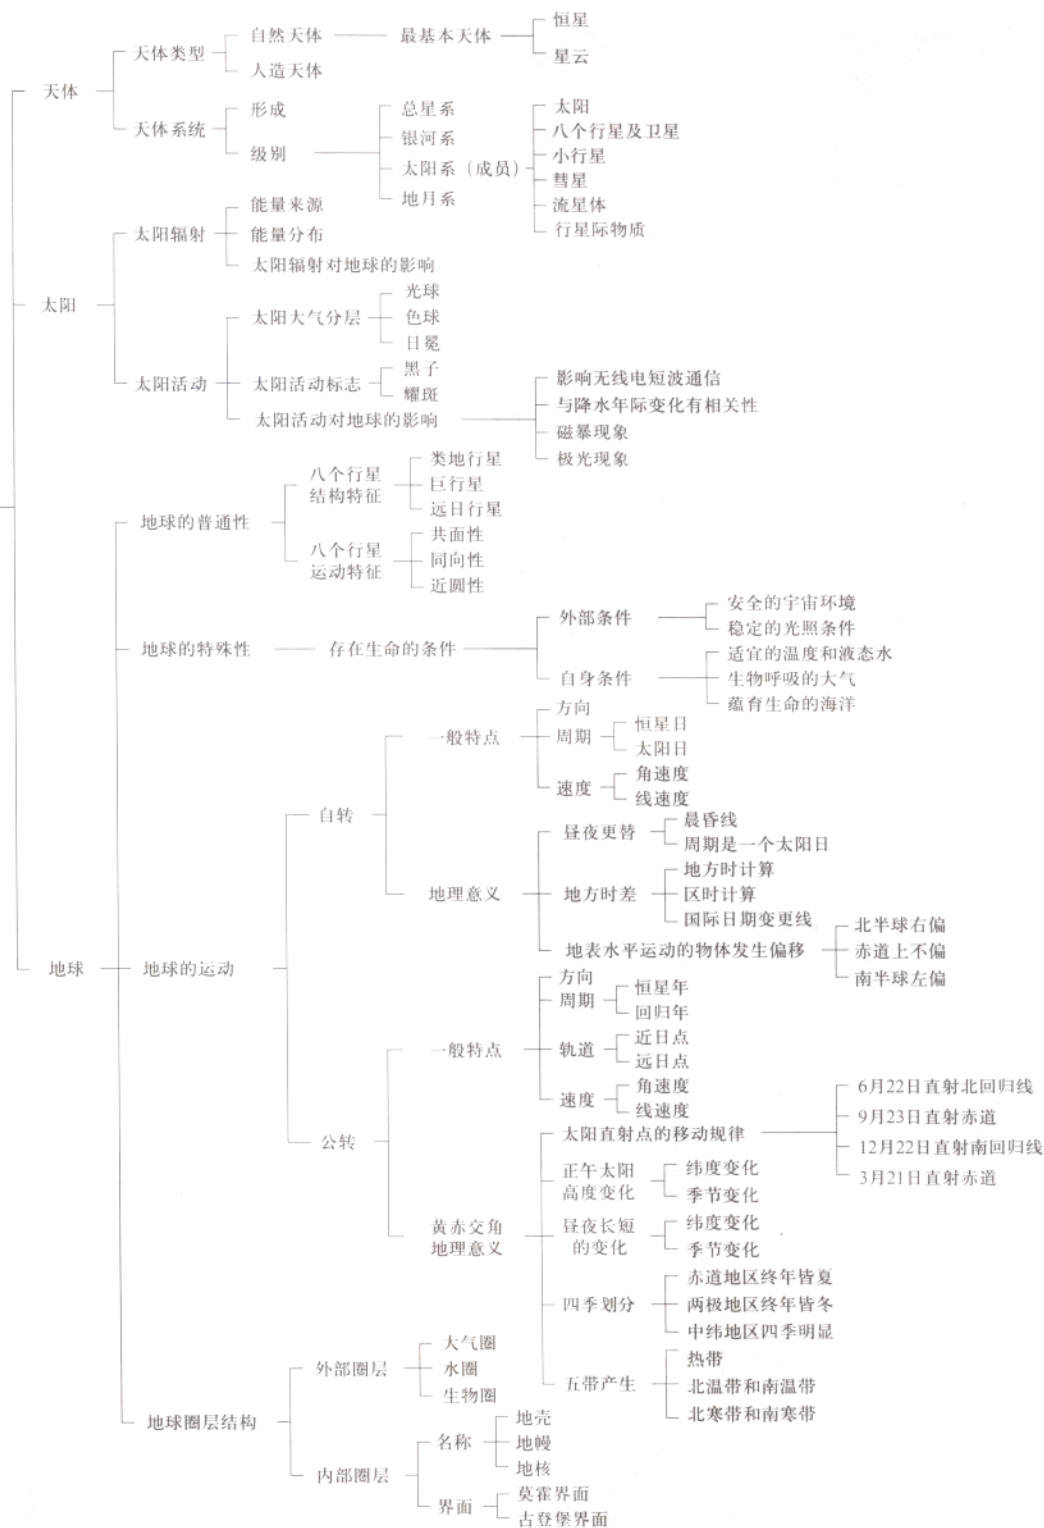 天体
天体类型
自然天体
最基本天体
恒星
星云
人造天体
天体系统
形成
级别
总星系
银河系
太阳系（成员）
太阳
八个行星及卫星
小行星
彗星
流星体
行星际物质
地月系
太阳
太阳辐射
能量来源
能量分布
太阳辐射对地球的影响
太阳活动
太阳大气分层
光球
色球
日冕
太阳活动标志
黑子
耀斑
太阳活动对地球的影响
影响无线电短波通信
与降水年际变化有相关性
磁暴现象
极光现象
地球
地球的普通性
八个行星
结构特征
类地行星
巨行星
远日行星
八个行星
运动特征
共面性
同向性
近圆性
地球的特殊性
存在生命的条件
外部条件
安全的宇宙环境
稳定的光照条件
自身条件
适宜的温度和液态水
生物呼吸的大气
蕴育生命的海洋
地球的运动
自转
一般特点
方向
周期
恒星日
太阳日
速度
角速度
线速度
地理意义
昼夜更替
晨昏线
周期是一个太阳日
地方时差
地方时计算
区时计算
国际日期变更线
地表水平运动的物体发生偏移
北半球右偏
赤道上不偏
南半球左偏
公转
一般特点
方向
周期
恒星年
回归年
轨道
近日点
远日点
速度
角速度
线速度
黄赤交角
地理意义
太阳直射点的移动规律
6月22日直射北回归线
9月23日直射赤道
12月22日直射南回归线
3月21日直射赤道
正午太阳
高度变化
纬度变化
季节变化
昼夜长短
的变化
纬度变化
季节变化
四季划分
赤道地区终年皆夏
两极地区终年皆冬
中纬地区四季明显
五带产生
热带
北温带和南温带
北寒带和南寒带
地球圈层结构
外部圈层
大气圈
水圈
生物圈
内部圈层
名称
地壳
地幔
地核
界面
莫霍界面
古登堡界面